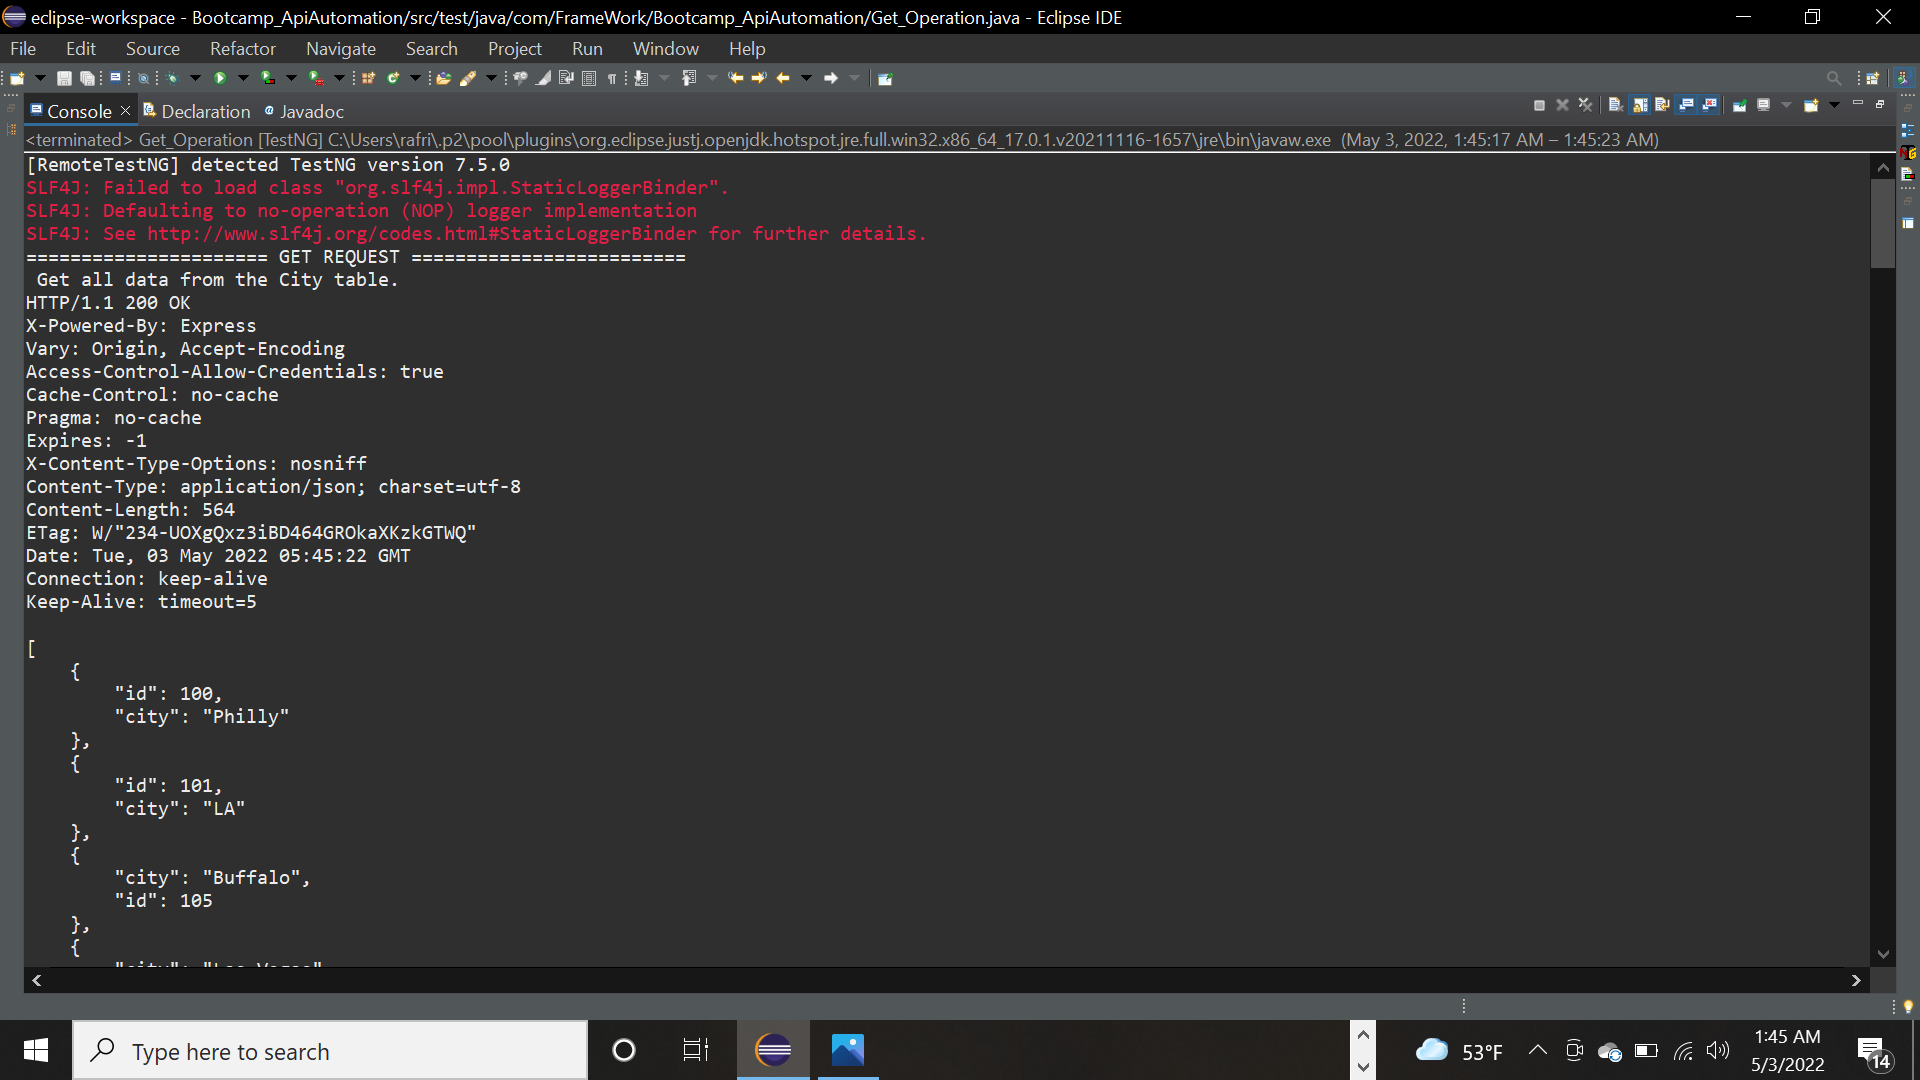 eclipse-workspace - Bootcamp_ApiAutomation/src/test/java/com/FrameWork/Bootcamp_ApiAutomation/Get_Operation.java - Eclipse IDE
File Edit Source Refactor Navigate Search Project Run Window Help
Console Declaration @ Javadoc
<terminated> Get_Operation [TestNG] C:\Users\rafri\.p2\pool\plugins\org.eclipse.justj.openjdk.hotspot.jre.full.win32.x86_64_17.0.1.v20211116-1657\jre\bin\javaw.exe (May 3, 2022, 1:45:17 AM – 1:45:23 AM)
[RemoteTestNG] detected TestNG version 7.5.0
SLF4J: Failed to load class "org.slf4j.impl.StaticLoggerBinder".
SLF4J: Defaulting to no-operation (NOP) logger implementation
SLF4J: See http://www.slf4j.org/codes.html#StaticLoggerBinder for further details.
====================== GET REQUEST =========================
Get all data from the City table.
HTTP/1.1 200 OK
X-Powered-By: Express
Vary: Origin, Accept-Encoding
Access-Control-Allow-Credentials: true
Cache-Control: no-cache
Pragma: no-cache
Expires: -1
X-Content-Type-Options: nosniff
Content-Type: application/json; charset=utf-8
Content-Length: 564
ETag: W/"234-UOXgQxz3iBD464GROkaXKzkGTWQ"
Date: Tue, 03 May 2022 05:45:22 GMT
Connection: keep-alive
Keep-Alive: timeout=5
[
{
"id": 100,
"city": "Philly"
},
{
"id": 101,
"city": "LA"
},
{
"city": "Buffalo",
"id": 105
},
{
"city": "Las Vegas"
Type here to search
53°F
1:45 AM
5/3/2022
14